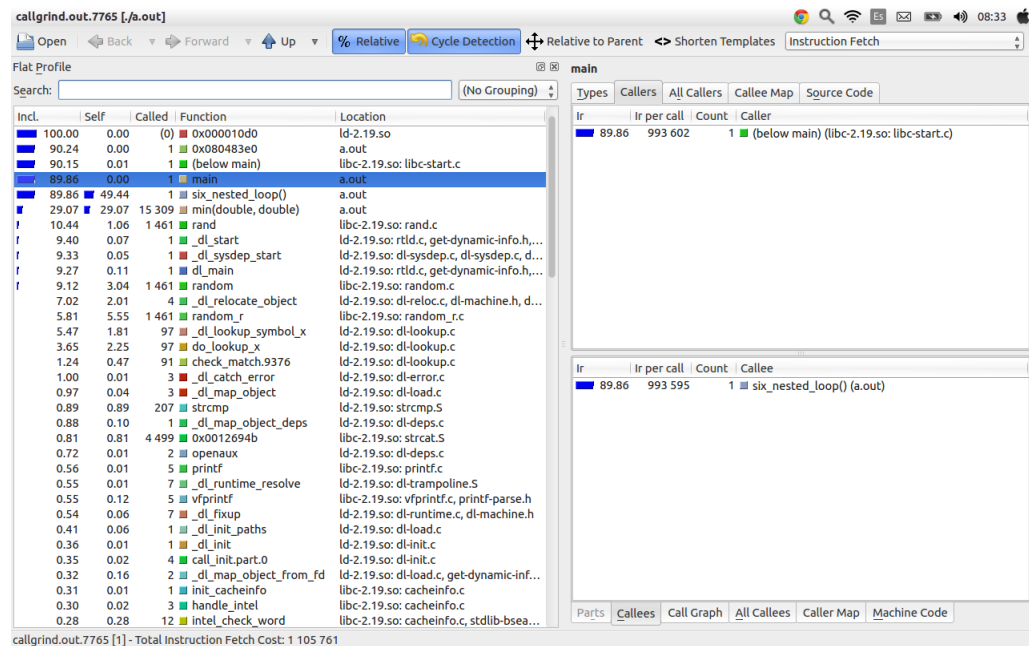 callgrind.out.7765 [./a.out] Es 08:33
Open Back Forward Up % Relative Cycle Detection Relative to Parent <> Shorten Templates Instruction Fetch
Flat Profile
Search: (No Grouping)
Incl. Self Called Function Location
100.00 0.00 (0) 0x000010d0 ld-2.19.so
90.24 0.00 1 0x080483e0 a.out
90.15 0.01 1 (below main) libc-2.19.so: libc-start.c
89.86 0.00 1 main a.out
89.86 49.44 1 six_nested_loop() a.out
29.07 29.07 15 309 min(double, double) a.out
10.44 1.06 1 461 rand libc-2.19.so: rand.c
9.40 0.07 1 _dl_start ld-2.19.so: rtld.c, get-dynamic-info.h,...
9.33 0.05 1 _dl_sysdep_start ld-2.19.so: dl-sysdep.c, dl-sysdep.c, d...
9.27 0.11 1 dl_main ld-2.19.so: rtld.c, get-dynamic-info.h,...
9.12 3.04 1 461 random libc-2.19.so: random.c
7.02 2.01 4 _dl_relocate_object ld-2.19.so: dl-reloc.c, dl-machine.h, d...
5.81 5.55 1 461 random_r libc-2.19.so: random_r.c
5.47 1.81 97 _dl_lookup_symbol_x ld-2.19.so: dl-lookup.c
3.65 2.25 97 do_lookup_x ld-2.19.so: dl-lookup.c
1.24 0.47 91 check_match.9376 ld-2.19.so: dl-lookup.c
1.00 0.01 3 _dl_catch_error ld-2.19.so: dl-error.c
0.97 0.04 3 _dl_map_object ld-2.19.so: dl-load.c
0.89 0.89 207 strcmp ld-2.19.so: strcmp.S
0.88 0.10 1 _dl_map_object_deps ld-2.19.so: dl-deps.c
0.81 0.81 4 499 0x0012694b libc-2.19.so: strcat.S
0.72 0.01 2 openaux ld-2.19.so: dl-deps.c
0.56 0.01 5 printf libc-2.19.so: printf.c
0.55 0.01 7 _dl_runtime_resolve ld-2.19.so: dl-trampoline.S
0.55 0.12 5 vfprintf libc-2.19.so: vfprintf.c, printf-parse.h
0.54 0.06 7 _dl_fixup ld-2.19.so: dl-runtime.c, dl-machine.h
0.41 0.06 1 _dl_init_paths ld-2.19.so: dl-load.c
0.36 0.01 1 _dl_init ld-2.19.so: dl-init.c
0.35 0.02 4 call_init.part.0 ld-2.19.so: dl-init.c
0.32 0.16 2 _dl_map_object_from_fd ld-2.19.so: dl-load.c, get-dynamic-inf...
0.31 0.01 1 init_cacheinfo libc-2.19.so: cacheinfo.c
0.30 0.02 3 handle_intel libc-2.19.so: cacheinfo.c
0.28 0.28 12 intel_check_word libc-2.19.so: cacheinfo.c, stdlib-bsea...
main
Types Callers All Callers Callee Map Source Code
Ir Ir per call Count Caller
89.86 993 602 1 (below main) (libc-2.19.so: libc-start.c)
Ir Ir per call Count Callee
89.86 993 595 1 six_nested_loop() (a.out)
Parts Callees Call Graph All Callees Caller Map Machine Code
callgrind.out.7765 [1] - Total Instruction Fetch Cost: 1 105 761